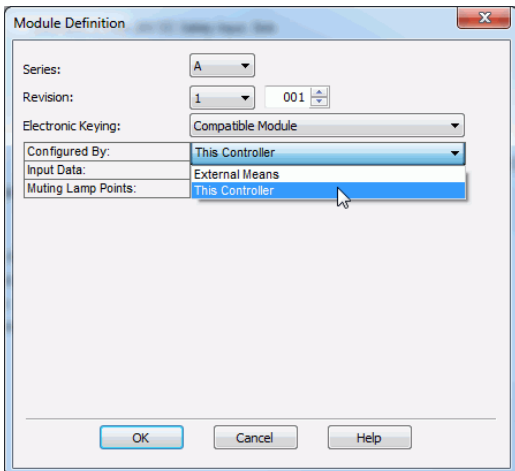 Module Definition
Series: A
Revision: 1 001
Electronic Keying: Compatible Module
Configured By: This Controller
Input Data: External Means
Muting Lamp Points: This Controller
OK Cancel Help